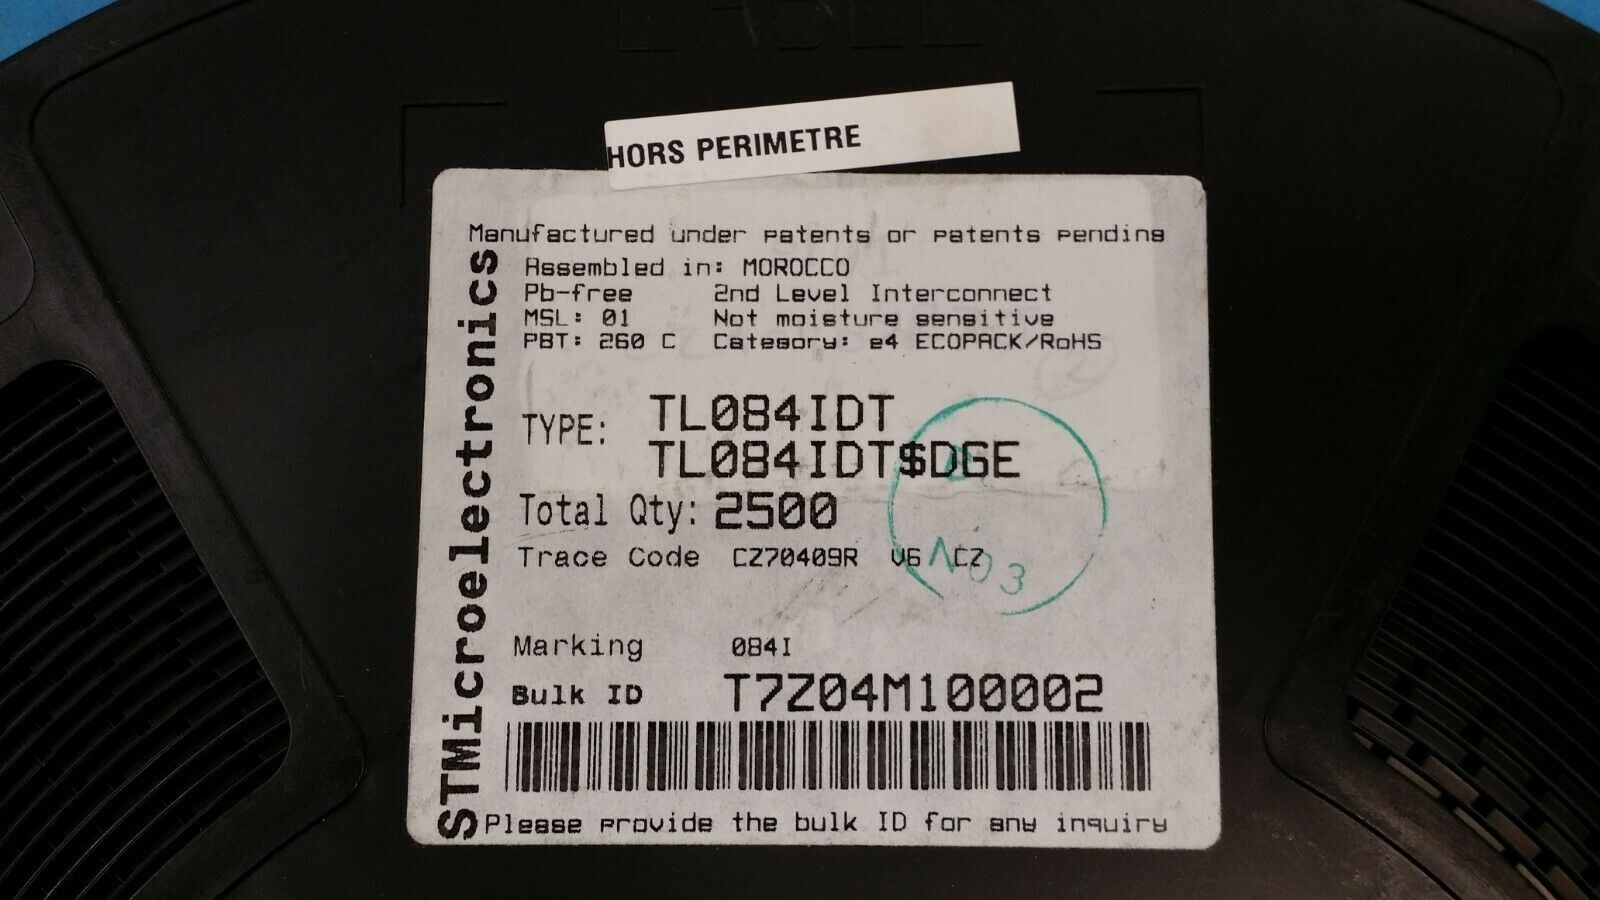 LABEL
HORS PERIMETRE
Manufactured under patents or patents pending
Assembled in: MOROCCO
Pb-free 2nd Level Interconnect
MSL: 01 Not moisture sensitive
PBT: 260 C Category: e4 ECOPACK/RoHS
TYPE: TL084IDT
TL084IDT$DGE
Total Qty: 2500
Trace Code CZ70409R V6 CZ
NO3
Marking 084I
Bulk ID T7Z04M100002
Please provide the bulk ID for any inquiry
STMicroelectronics